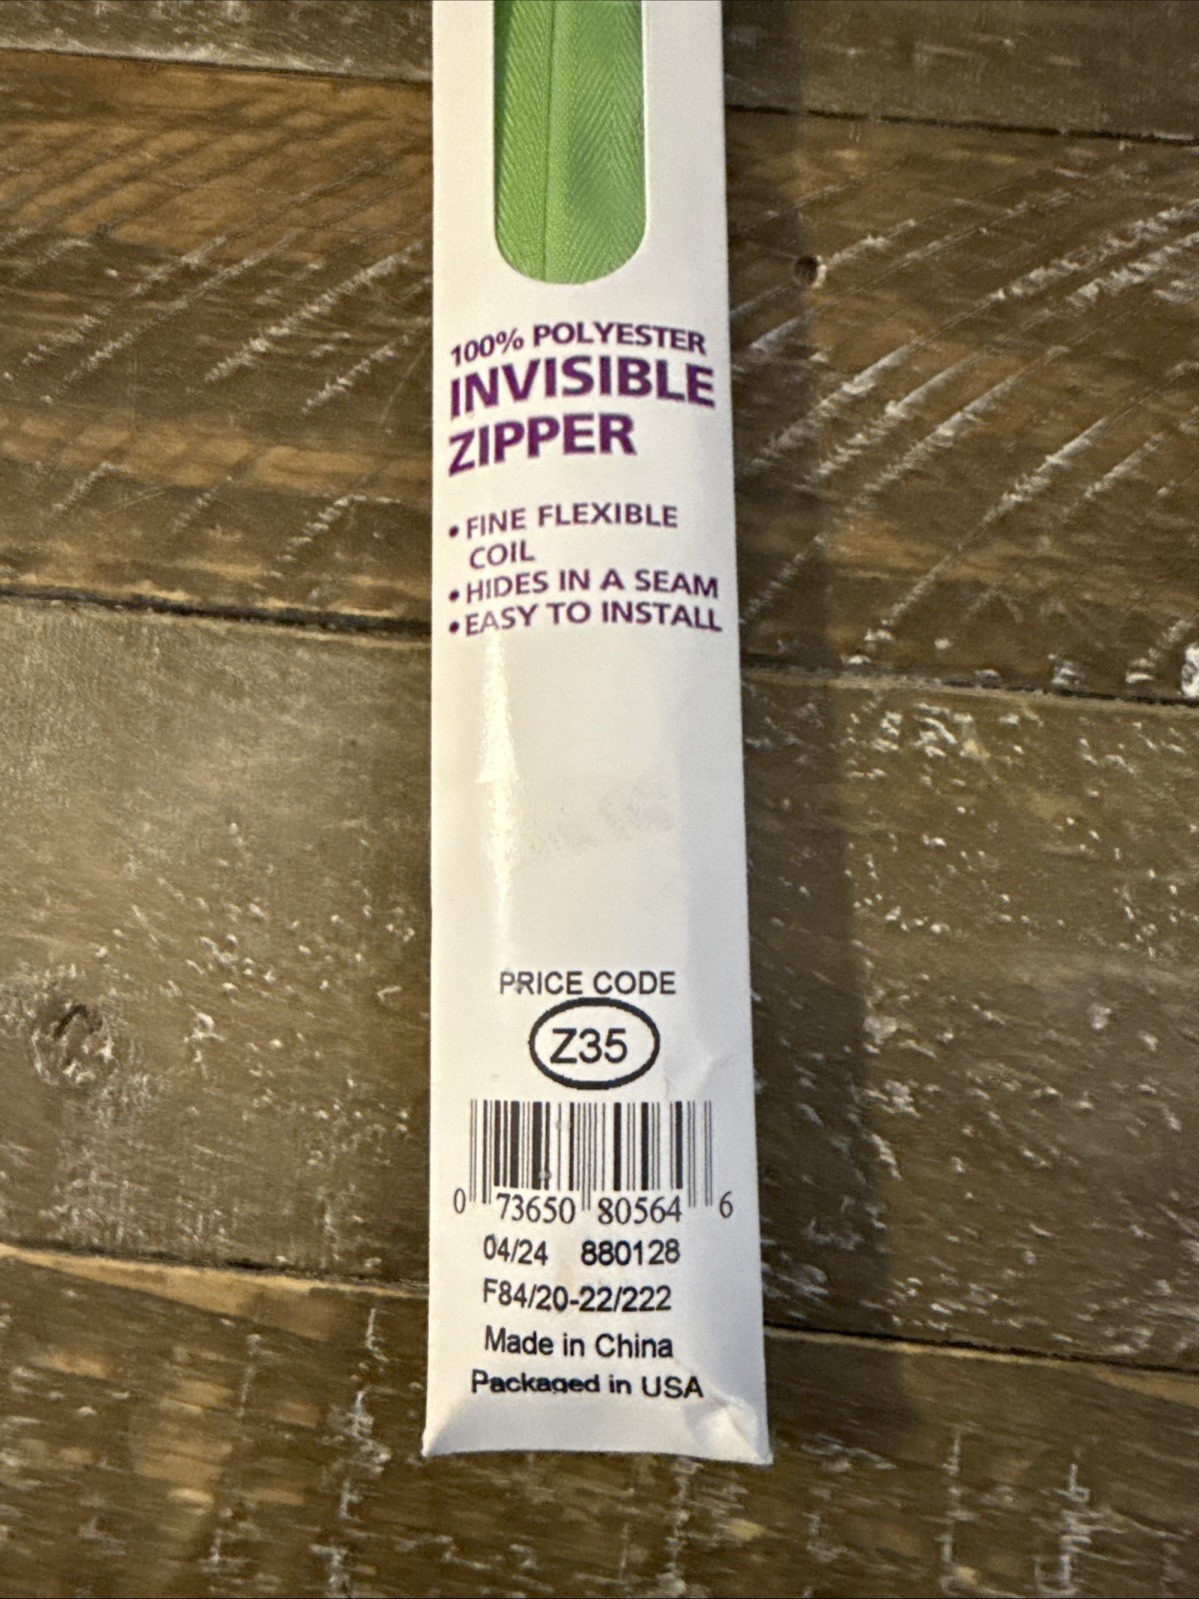 100% POLYESTER
INVISIBLE
ZIPPER
• FINE FLEXIBLE
COIL
• HIDES IN A SEAM
• EASY TO INSTALL
PRICE CODE
Z35
0 73650 80564 6
04/24 880128
F84/20-22/222
Made in China
Packaged in USA